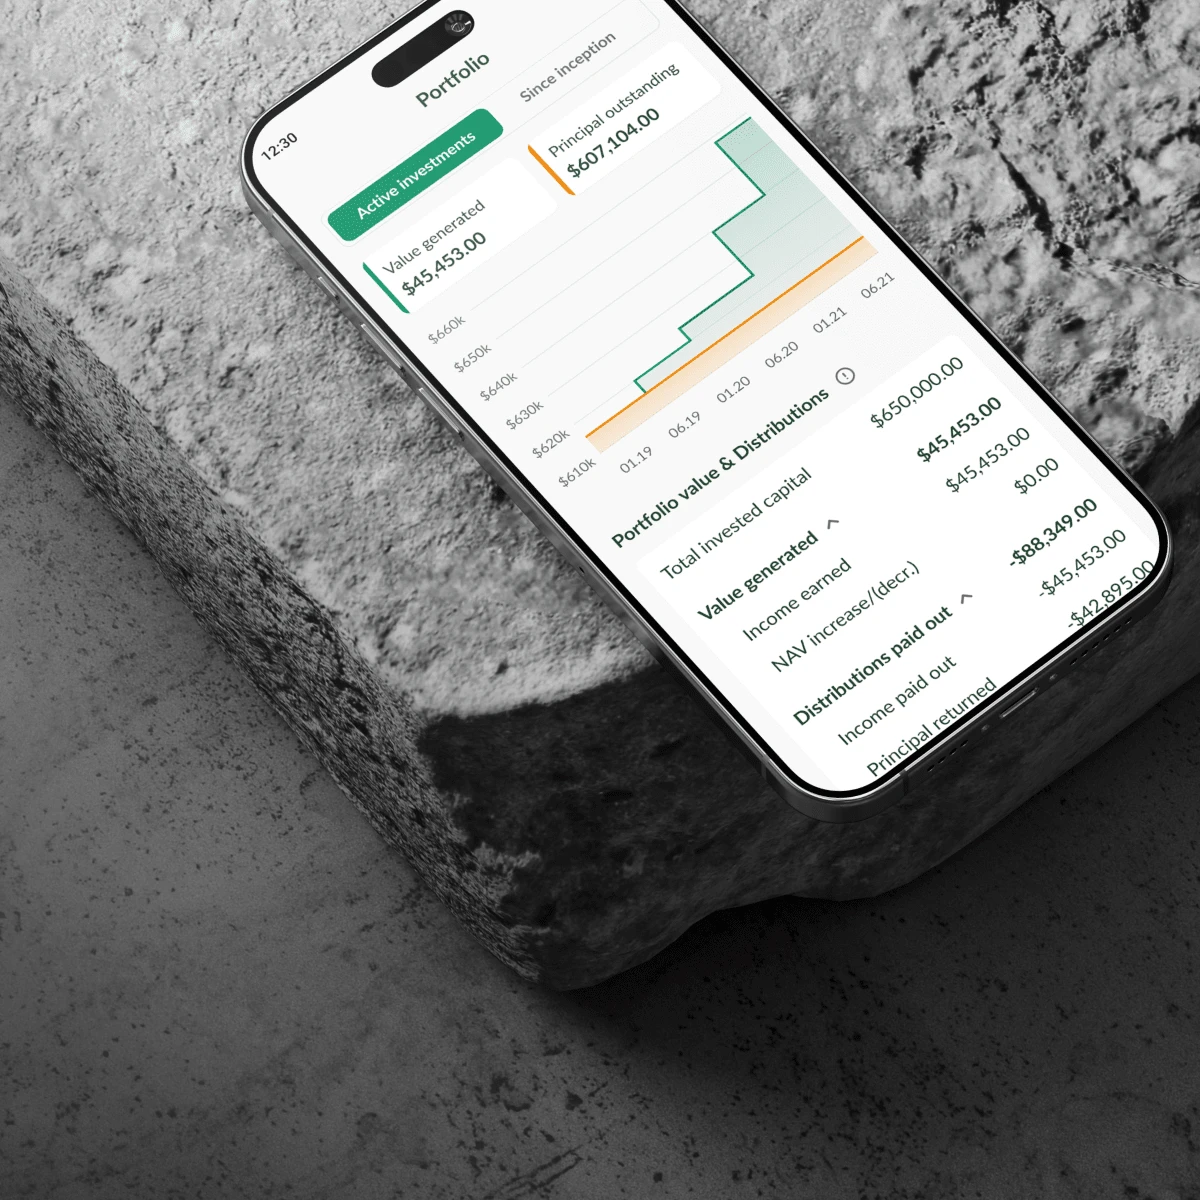 12:30
Portfolio
Active investments
Since inception
Value generated
$45,453.00
Principal outstanding
$607,104.00
$660k
$650k
$640k
$630k
$620k
$610k
01.19
06.19
01.20
06.20
01.21
06.21
Portfolio value & Distributions
Total invested capital $650,000.00
Value generated $45,453.00
Income earned $45,453.00
NAV increase/(decr.) $0.00
Distributions paid out -$88,349.00
Income paid out -$45,453.00
Principal returned -$42,895.00